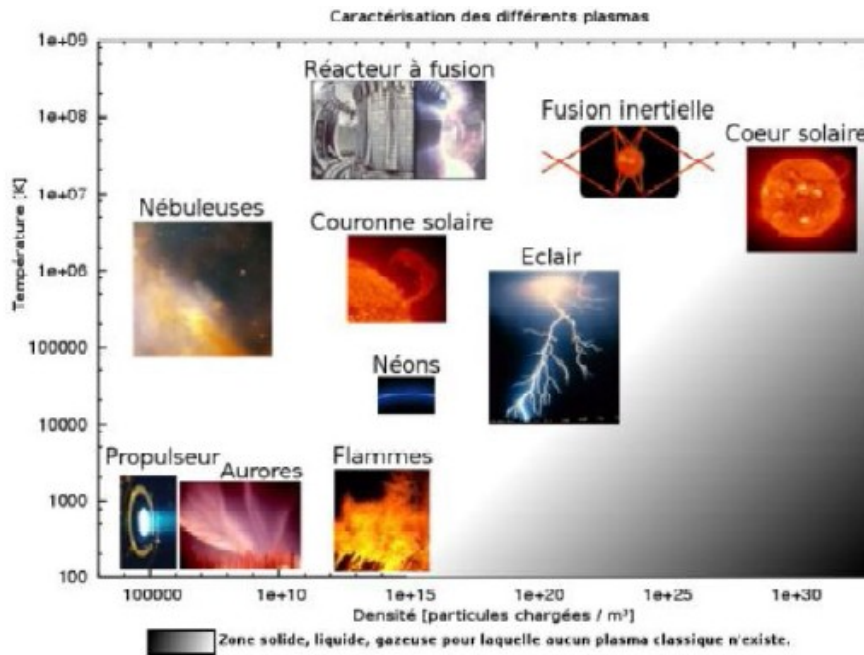 Caractérisation des différents plasmas
1e+09
1e+08
1e+07
1e+06
100000
10000
1000
100
Température [K]
Réacteur à fusion
Fusion inertielle
Coeur solaire
Nébuleuses
Couronne solaire
Eclair
Néons
Propulseur
Aurores
Flammes
100000 1e+10 1e+15 1e+20 1e+25 1e+30
Densité [particules chargées / m³]
Zone solide, liquide, gazeuse pour laquelle aucun plasma classique n'existe.